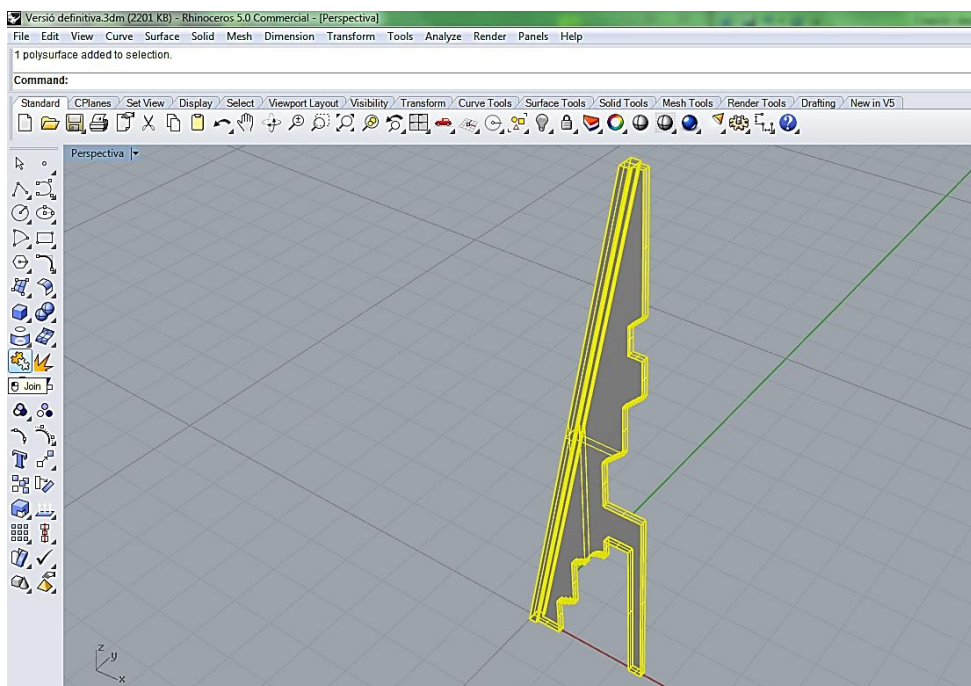 Versió definitiva.3dm (2201 KB) - Rhinoceros 5.0 Commercial - [Perspectiva]
File Edit View Curve Surface Solid Mesh Dimension Transform Tools Analyze Render Panels Help
1 polysurface added to selection.
Command:
Standard CPlanes Set View Display Select Viewport Layout Visibility Transform Curve Tools Surface Tools Solid Tools Mesh Tools Render Tools Drafting New in V5
Perspectiva
Join
z
y
x